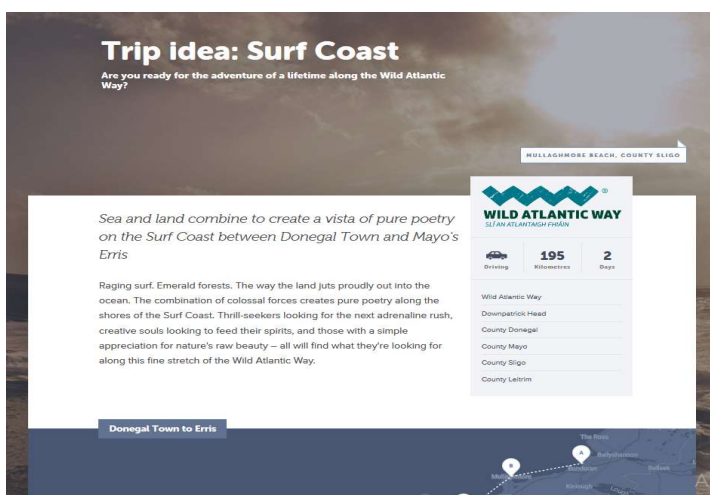 Trip idea: Surf Coast
Are you ready for the adventure of a lifetime along the Wild Atlantic
Way?
MULLAGHMORE BEACH, COUNTY SLIGO
Sea and land combine to create a vista of pure poetry
on the Surf Coast between Donegal Town and Mayo's
Erris
Raging surf. Emerald forests. The way the land juts proudly out into the
ocean. The combination of colossal forces creates pure poetry along the
shores of the Surf Coast. Thrill-seekers looking for the next adrenaline rush,
creative souls looking to feed their spirits, and those with a simple
appreciation for nature's raw beauty – all will find what they're looking for
along this fine stretch of the Wild Atlantic Way.
®
WILD ATLANTIC WAY
SLÍ AN ATLANTAIGH FHIÁIN
195 2
Driving Kilometres Days
Wild Atlantic Way
Downpatrick Head
County Donegal
County Mayo
County Sligo
County Leitrim
Donegal Town to Erris
The Ross
A
Ballyshannon
B
Bundoran
Belleek
Kinlough
A